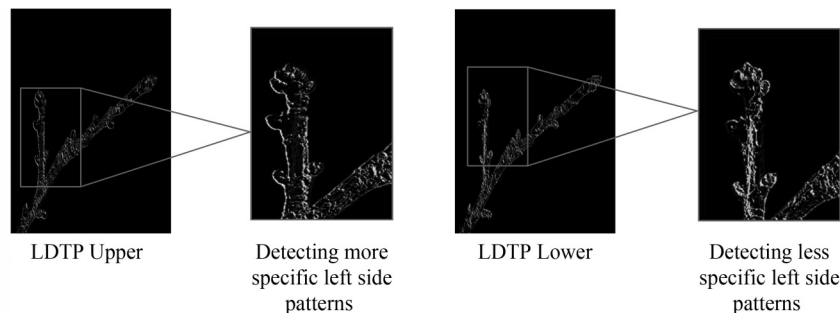 LDTP Upper
Detecting more
specific left side
patterns
LDTP Lower
Detecting less
specific left side
patterns